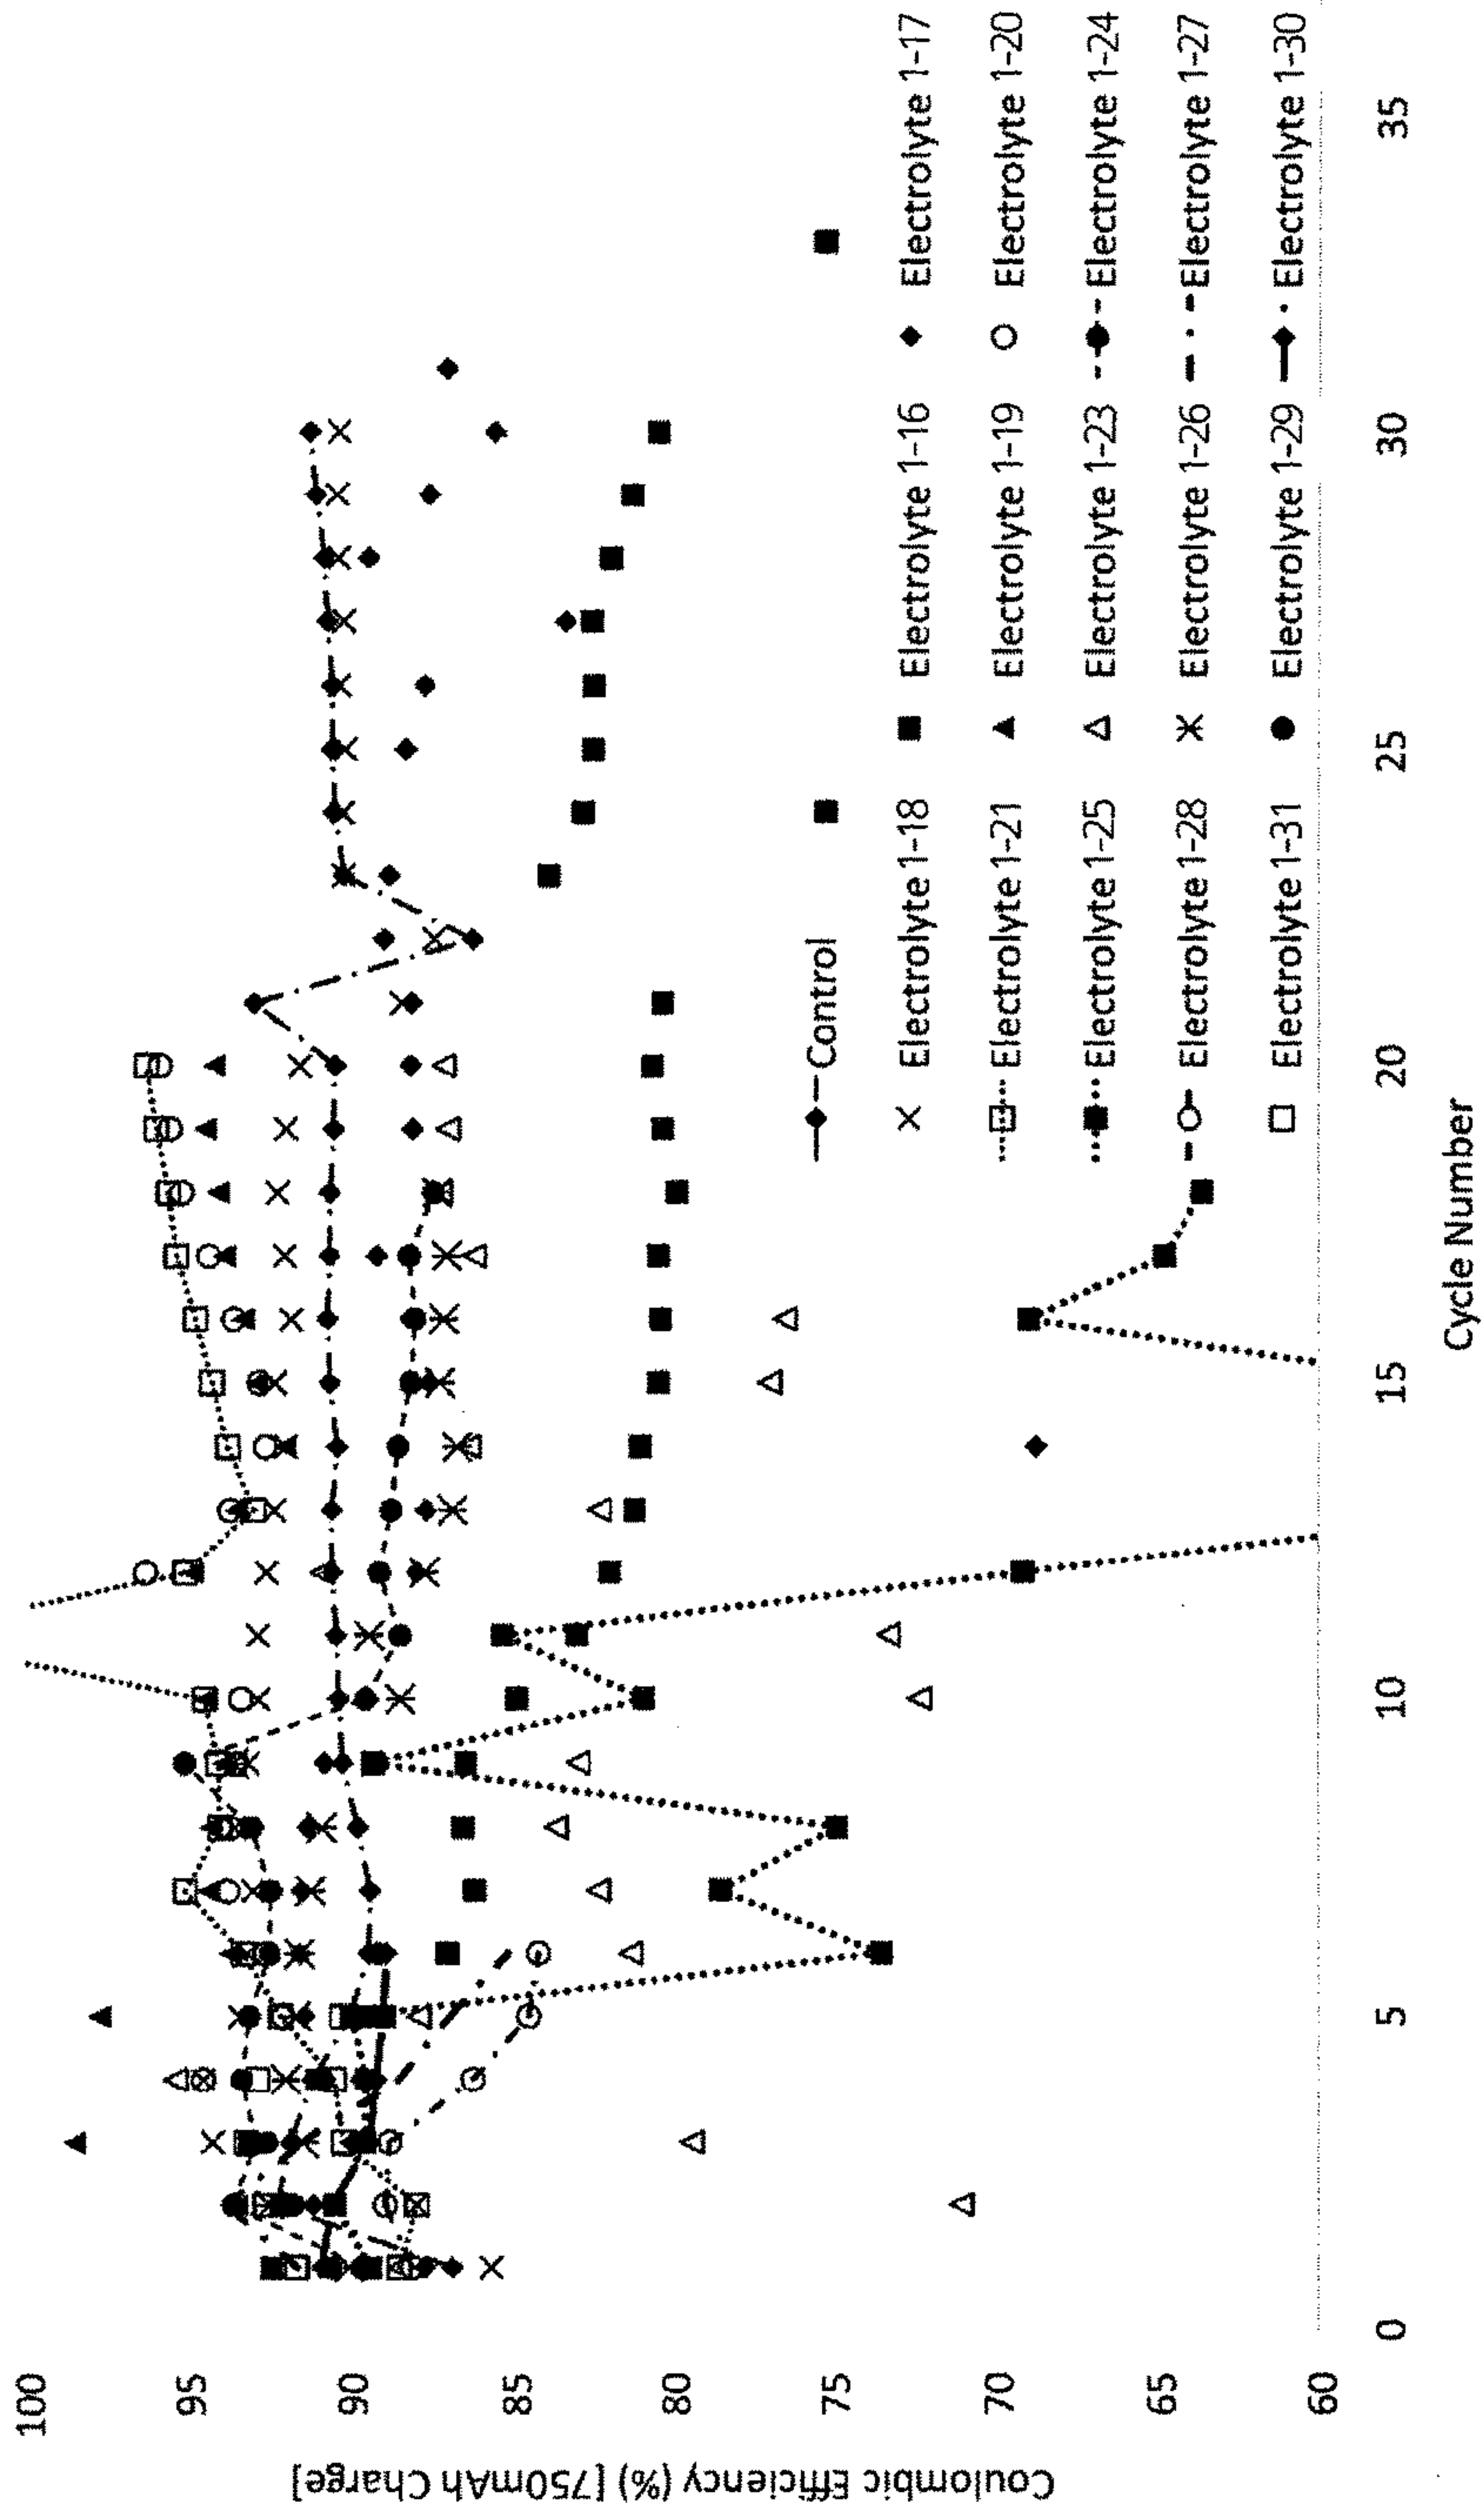 Coulombic Efficiency (%) [750mAh Charge]
100
95
90
85
80
75
70
65
60
0
5
10
15
20
25
30
35
Cycle Number
Control
Electrolyte1-18
Electrolyte 1-16
Electrolyte 1-17
Electrolyte 1-21
Electrolyte 1-19
Electrolyte 1-20
Electrolyte 1-25
Electrolyte 1-23
Electrolyte 1-24
Electrolyte 1-28
Electrolyte 1-26
Electrolyte 1-27
Electrolyte 1-31
Electrolyte 1-29
Electrolyte 1-30